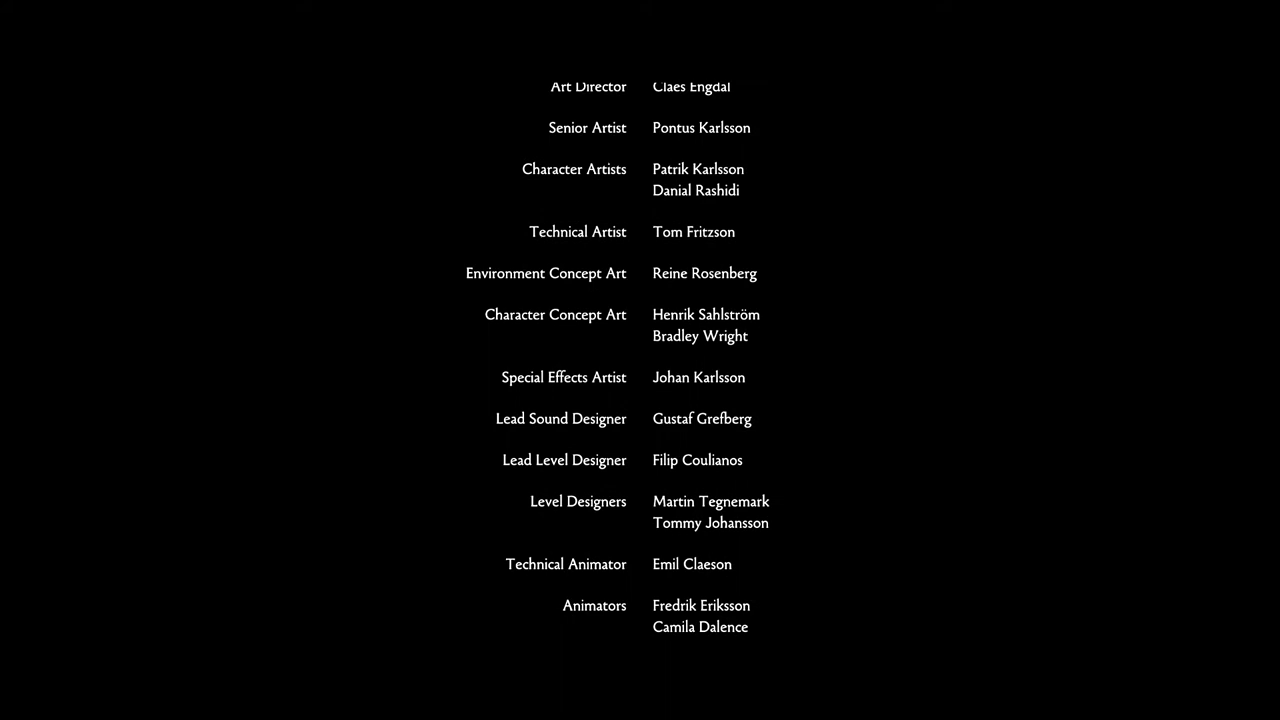 Art Director Claes Engdal
Senior Artist Pontus Karlsson
Character Artists Patrik Karlsson
Danial Rashidi
Technical Artist Tom Fritzson
Environment Concept Art Reine Rosenberg
Character Concept Art Henrik Sahlström
Bradley Wright
Special Effects Artist Johan Karlsson
Lead Sound Designer Gustaf Grefberg
Lead Level Designer Filip Coulianos
Level Designers Martin Tegnemark
Tommy Johansson
Technical Animator Emil Claeson
Animators Fredrik Eriksson
Camila Dalence